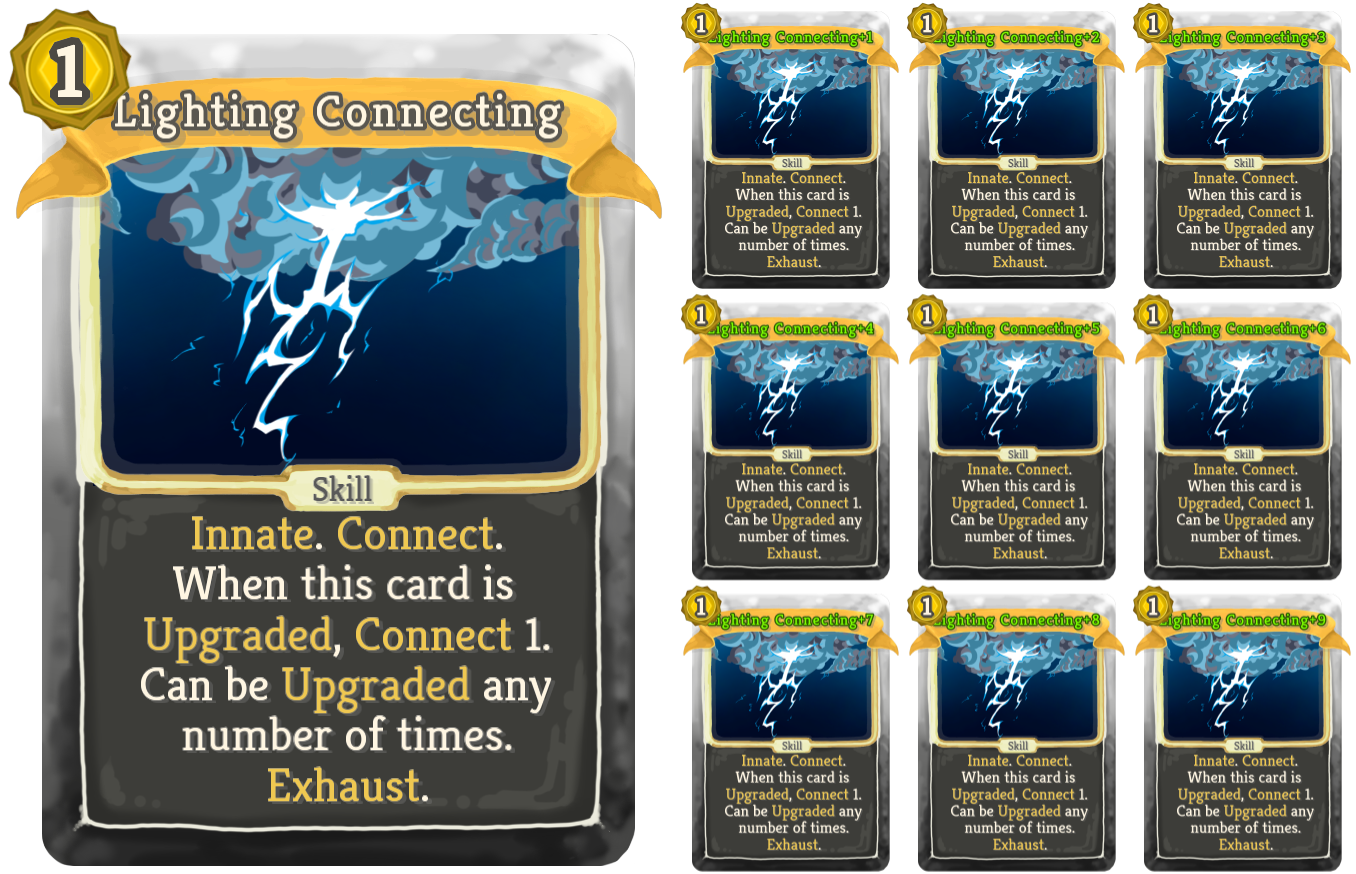 1
Lighting Connecting
Skill
Innate. Connect.
When this card is
Upgraded, Connect 1.
Can be Upgraded any
number of times.
Exhaust.
1
Lighting Connecting+1
Skill
Innate. Connect.
When this card is
Upgraded, Connect 1.
Can be Upgraded any
number of times.
Exhaust.
1
Lighting Connecting+2
Skill
Innate. Connect.
When this card is
Upgraded, Connect 1.
Can be Upgraded any
number of times.
Exhaust.
1
Lighting Connecting+3
Skill
Innate. Connect.
When this card is
Upgraded, Connect 1.
Can be Upgraded any
number of times.
Exhaust.
1
Lighting Connecting+4
Skill
Innate. Connect.
When this card is
Upgraded, Connect 1.
Can be Upgraded any
number of times.
Exhaust.
1
Lighting Connecting+5
Skill
Innate. Connect.
When this card is
Upgraded, Connect 1.
Can be Upgraded any
number of times.
Exhaust.
1
Lighting Connecting+6
Skill
Innate. Connect.
When this card is
Upgraded, Connect 1.
Can be Upgraded any
number of times.
Exhaust.
1
Lighting Connecting+7
Skill
Innate. Connect.
When this card is
Upgraded, Connect 1.
Can be Upgraded any
number of times.
Exhaust.
1
Lighting Connecting+8
Skill
Innate. Connect.
When this card is
Upgraded, Connect 1.
Can be Upgraded any
number of times.
Exhaust.
1
Lighting Connecting+9
Skill
Innate. Connect.
When this card is
Upgraded, Connect 1.
Can be Upgraded any
number of times.
Exhaust.